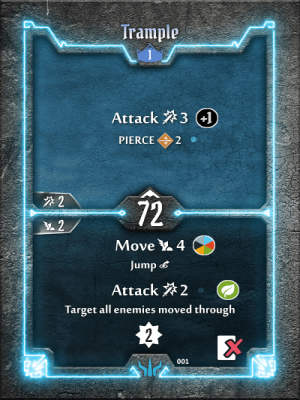 Trample
1
Attack 3 +1
PIERCE 2
2
72
2
Move 4
Jump
Attack 2
Target all enemies moved through
2
001